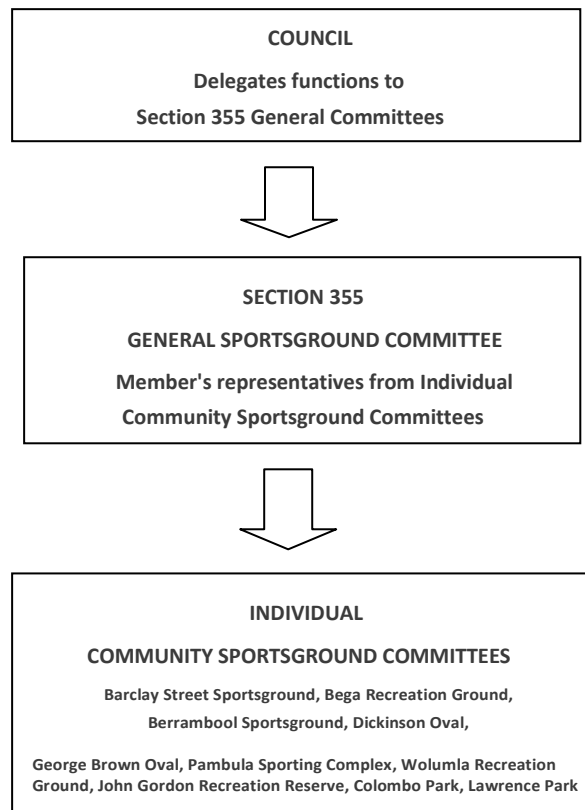 COUNCIL
Delegates functions to
Section 355 General Committees
SECTION 355
GENERAL SPORTSGROUND COMMITTEE
Member's representatives from Individual
Community Sportsground Committees
INDIVIDUAL
COMMUNITY SPORTSGROUND COMMITTEES
Barclay Street Sportsground, Bega Recreation Ground,
Berrambool Sportsground, Dickinson Oval,
George Brown Oval, Pambula Sporting Complex, Wolumla Recreation
Ground, John Gordon Recreation Reserve, Colombo Park, Lawrence Park